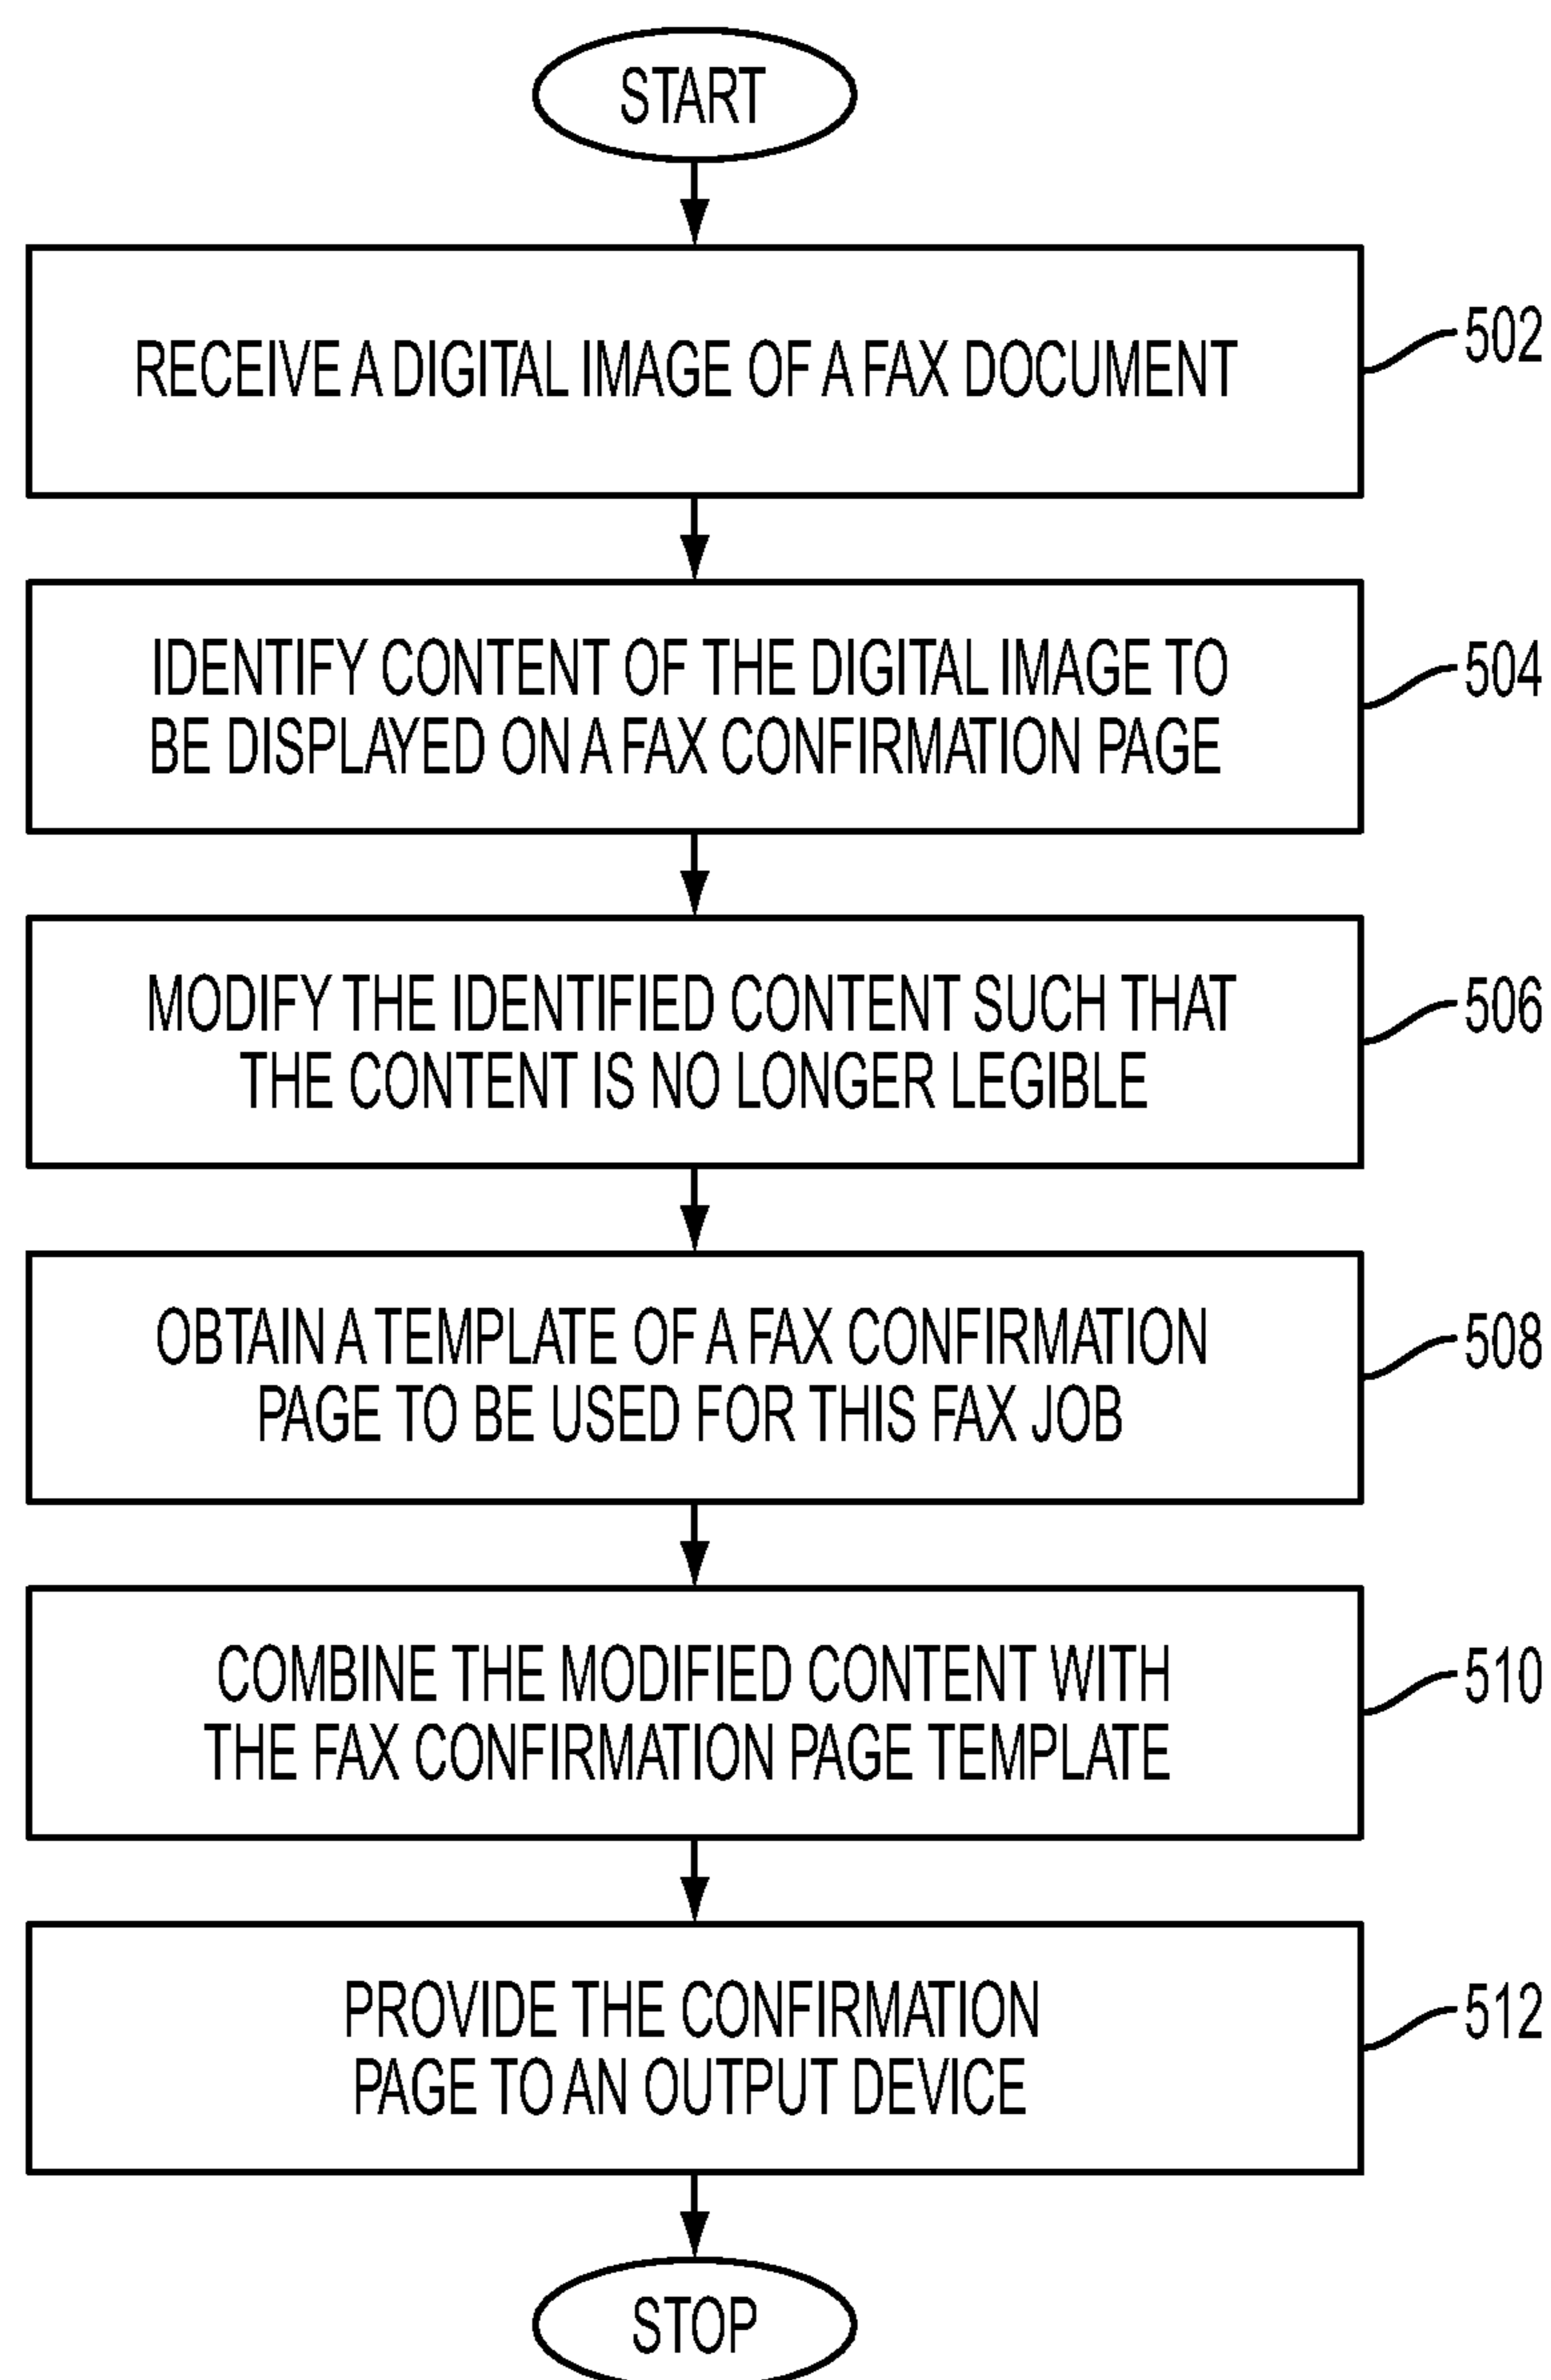 START
RECEIVE A DIGITAL IMAGE OF A FAX DOCUMENT
502
IDENTIFY CONTENT OF THE DIGITAL IMAGE TO
BE DISPLAYED ON A FAX CONFIRMATION PAGE
504
MODIFY THE IDENTIFIED CONTENT SUCH THAT
THE CONTENT IS NO LONGER LEGIBLE
506
OBTAIN A TEMPLATE OF A FAX CONFIRMATION
PAGE TO BE USED FOR THIS FAX JOB
508
COMBINE THE MODIFIED CONTENT WITH
THE FAX CONFIRMATION PAGE TEMPLATE
510
PROVIDE THE CONFIRMATION
PAGE TO AN OUTPUT DEVICE
512
STOP